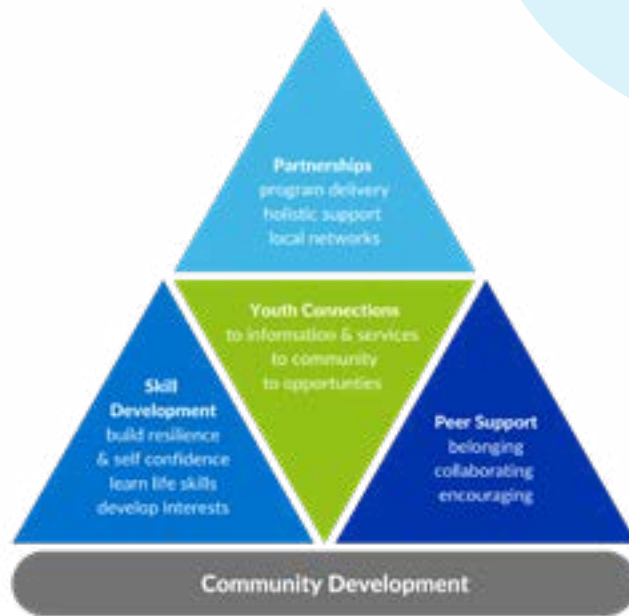 Partnerships
program delivery
holistic support
local networks
Youth Connections
to information & services
to community
to opportunties
Skill
Development
build resilience
& self confidence
learn life skills
develop interests
Peer Support
belonging
collaborating
encouraging
Community Development